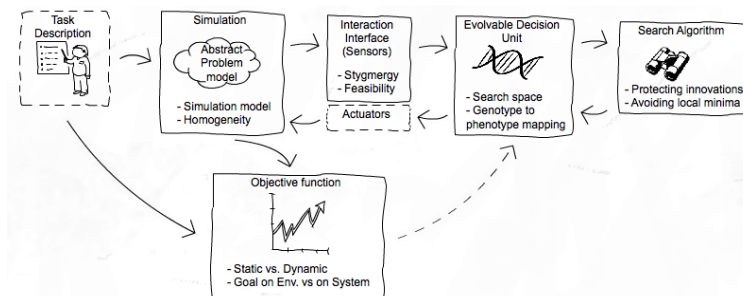 Task
Description
Simulation
Abstract
Problem
model
- Simulation model
- Homogeneity
Interaction
Interface
(Sensors)
- Stygmergy
- Feasibility
Actuators
Evolvable Decision
Unit
- Search space
- Genotype to
phenotype mapping
Search Algorithm
- Protecting innovations
- Avoiding local minima
Objective function
- Static vs. Dynamic
- Goal on Env. vs on System